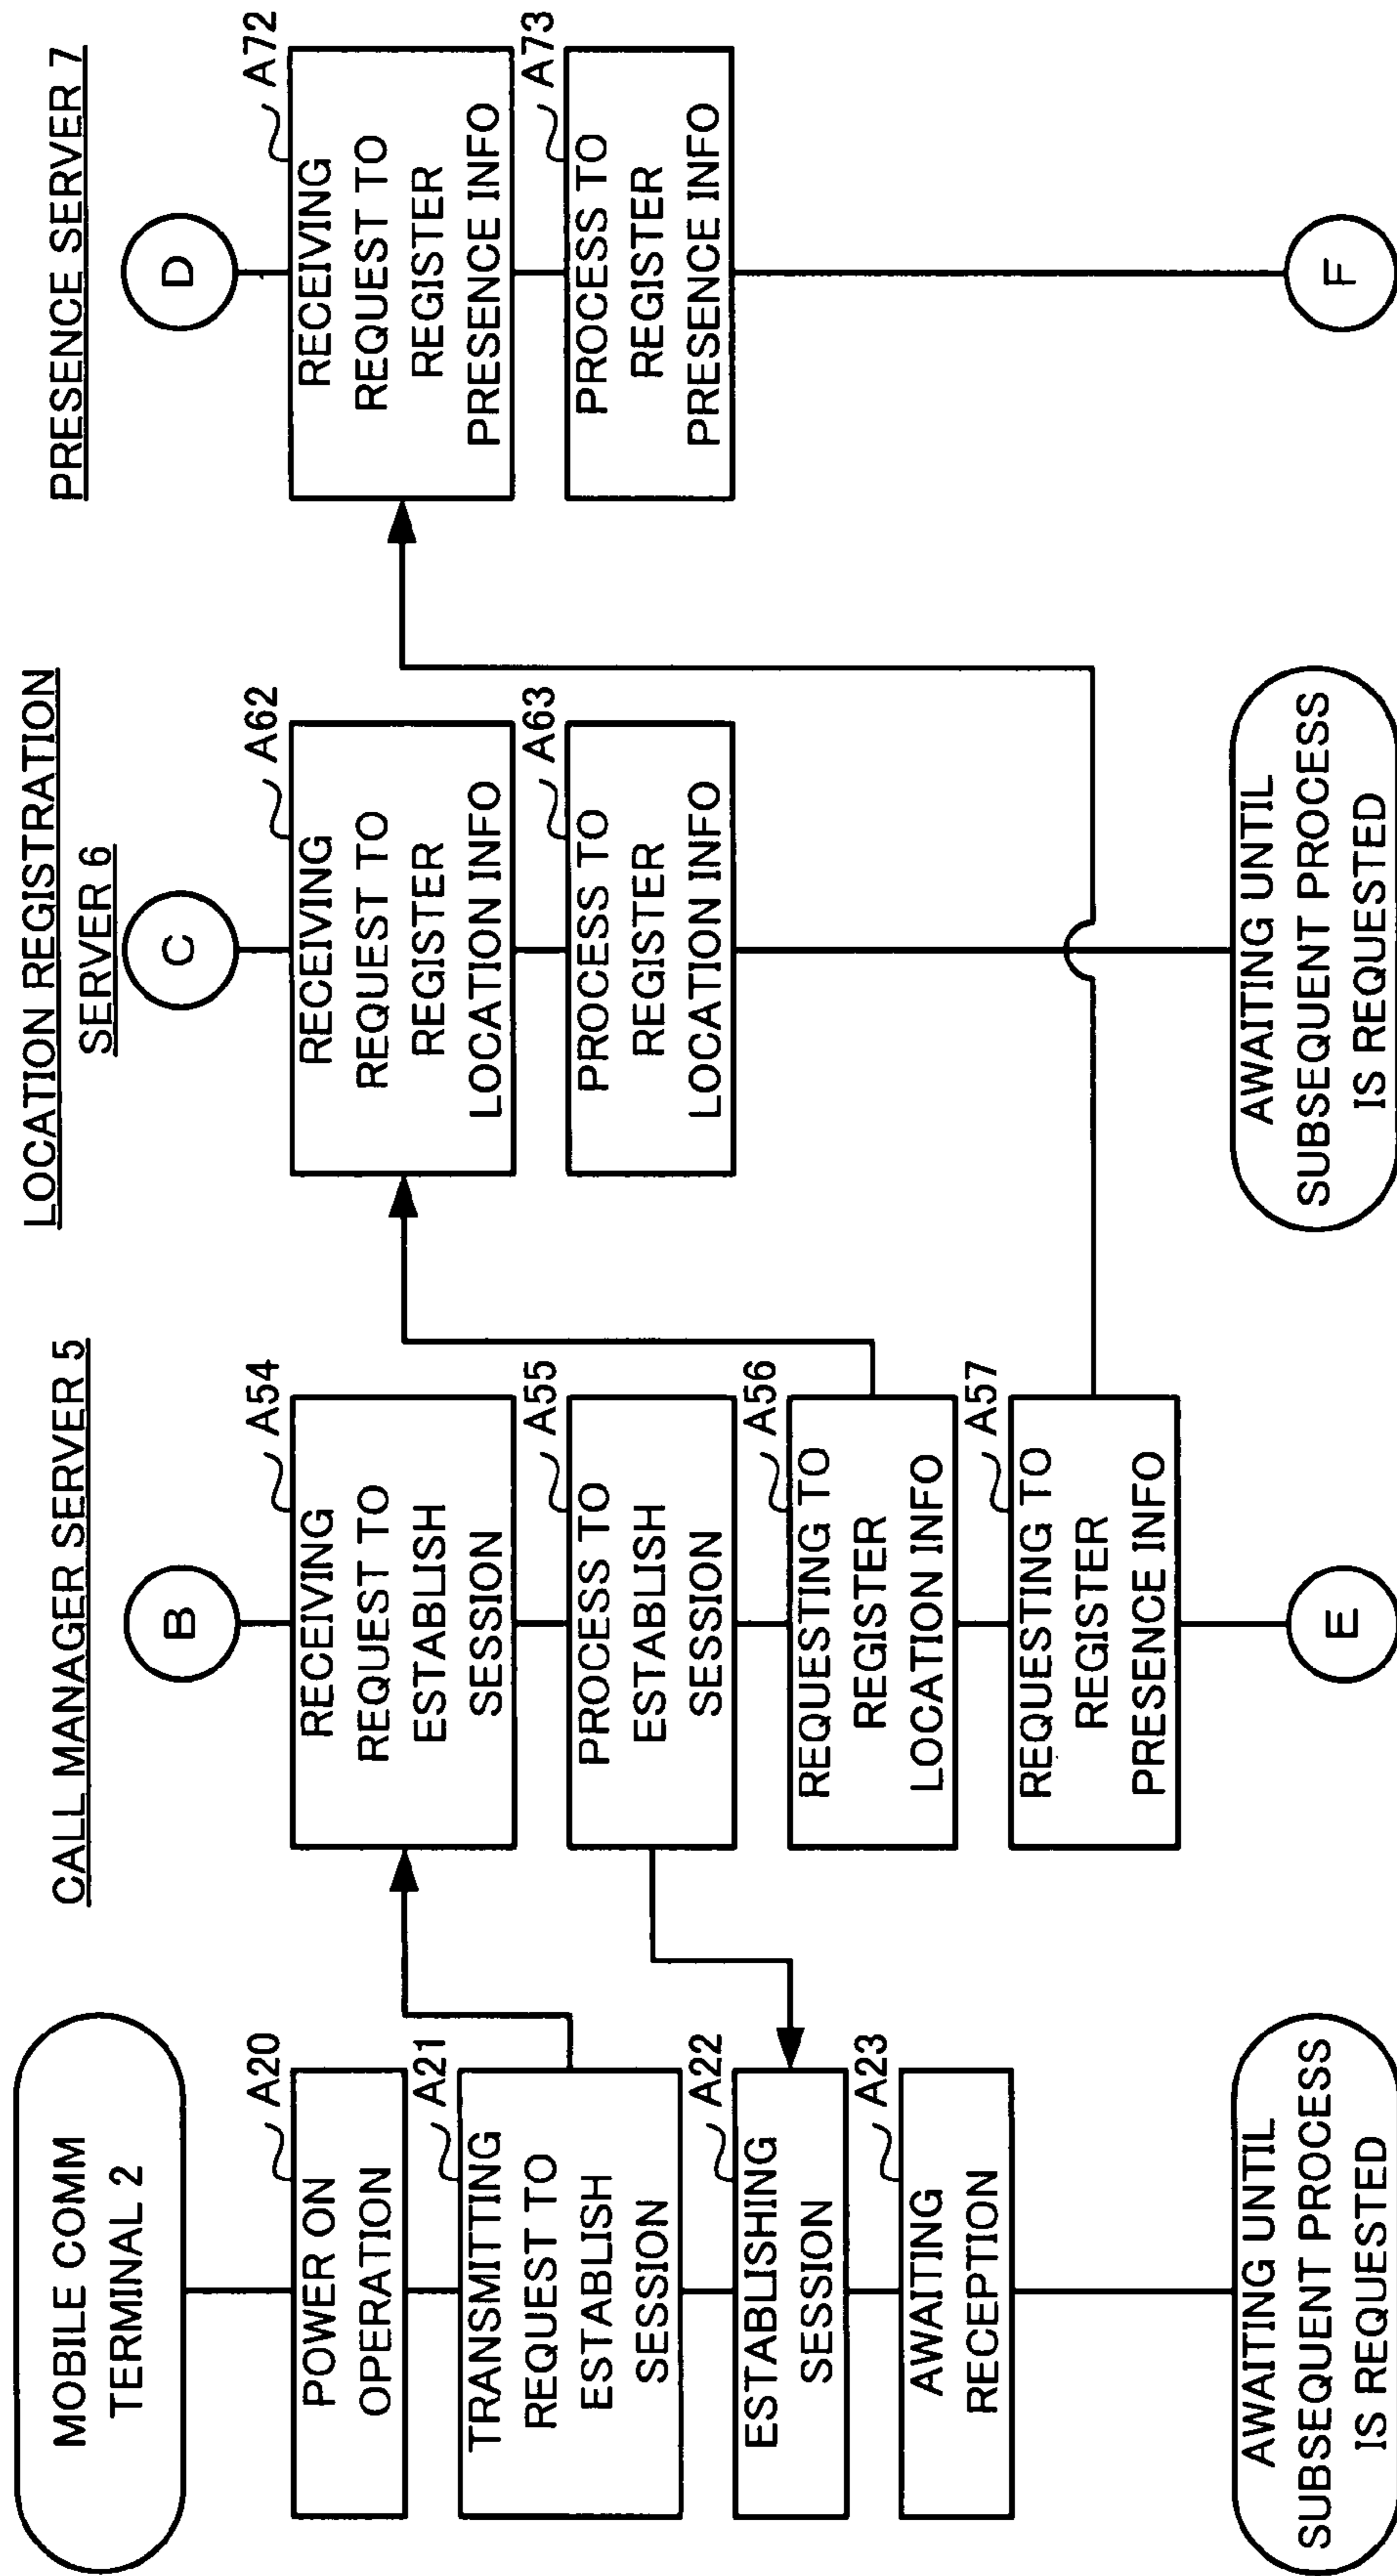 MOBILE COMM
TERMINAL 2
A20
POWER ON
OPERATION
A21
TRANSMITTING
REQUEST TO
ESTABLISH
SESSION
A22
ESTABLISHING
SESSION
A23
AWAITING
RECEPTION
AWAITING UNTIL
SUBSEQUENT PROCESS
IS REQUESTED
CALL MANAGER SERVER 5
B
A54
RECEIVING
REQUEST TO
ESTABLISH
SESSION
A55
PROCESS TO
ESTABLISH
SESSION
A56
REQUESTING TO
REGISTER
LOCATION INFO
A57
REQUESTING TO
REGISTER
PRESENCE INFO
E
LOCATION REGISTRATION
SERVER 6
C
A62
RECEIVING
REQUEST TO
REGISTER
LOCATION INFO
A63
PROCESS TO
REGISTER
LOCATION INFO
AWAITING UNTIL
SUBSEQUENT PROCESS
IS REQUESTED
PRESENCE SERVER 7
D
A72
RECEIVING
REQUEST TO
REGISTER
PRESENCE INFO
A73
PROCESS TO
REGISTER
PRESENCE INFO
F